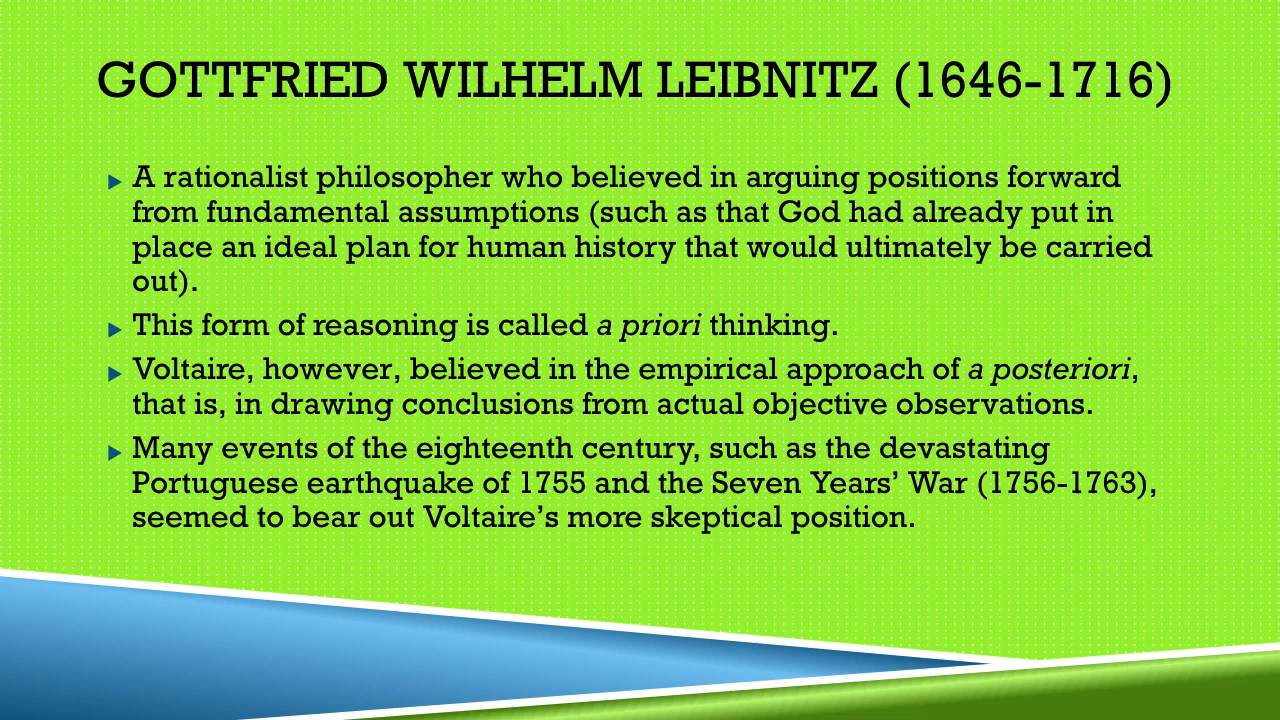 GOTTFRIED WILHELM LEIBNITZ (1646-1716)
A rationalist philosopher who believed in arguing positions forward
from fundamental assumptions (such as that God had already put in
place an ideal plan for human history that would ultimately be carried
out).
This form of reasoning is called a priori thinking.
Voltaire, however, believed in the empirical approach of a posteriori,
that is, in drawing conclusions from actual objective observations.
Many events of the eighteenth century, such as the devastating
Portuguese earthquake of 1755 and the Seven Years’ War (1756-1763),
seemed to bear out Voltaire’s more skeptical position.